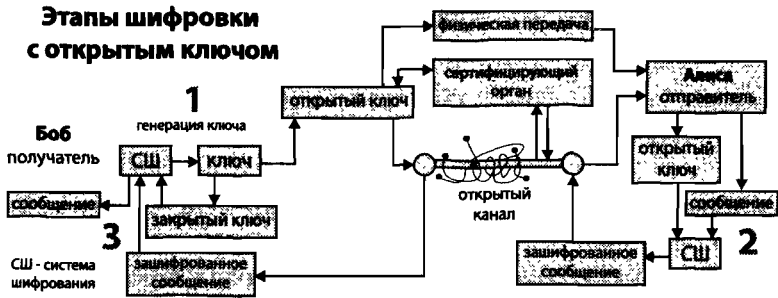 Этапы шифровки
с открытым ключом
физическая передача
сертифицирующий
орган
Алиса
отправитель
1
генерация ключа
открытый ключ
Боб
получатель
СШ
ключ
открытый
ключ
сообщение
закрытый ключ
открытый
канал
сообщение
3
2
СШ
зашифрованное
сообщение
зашифрованное
сообщение
СШ - система
шифрования